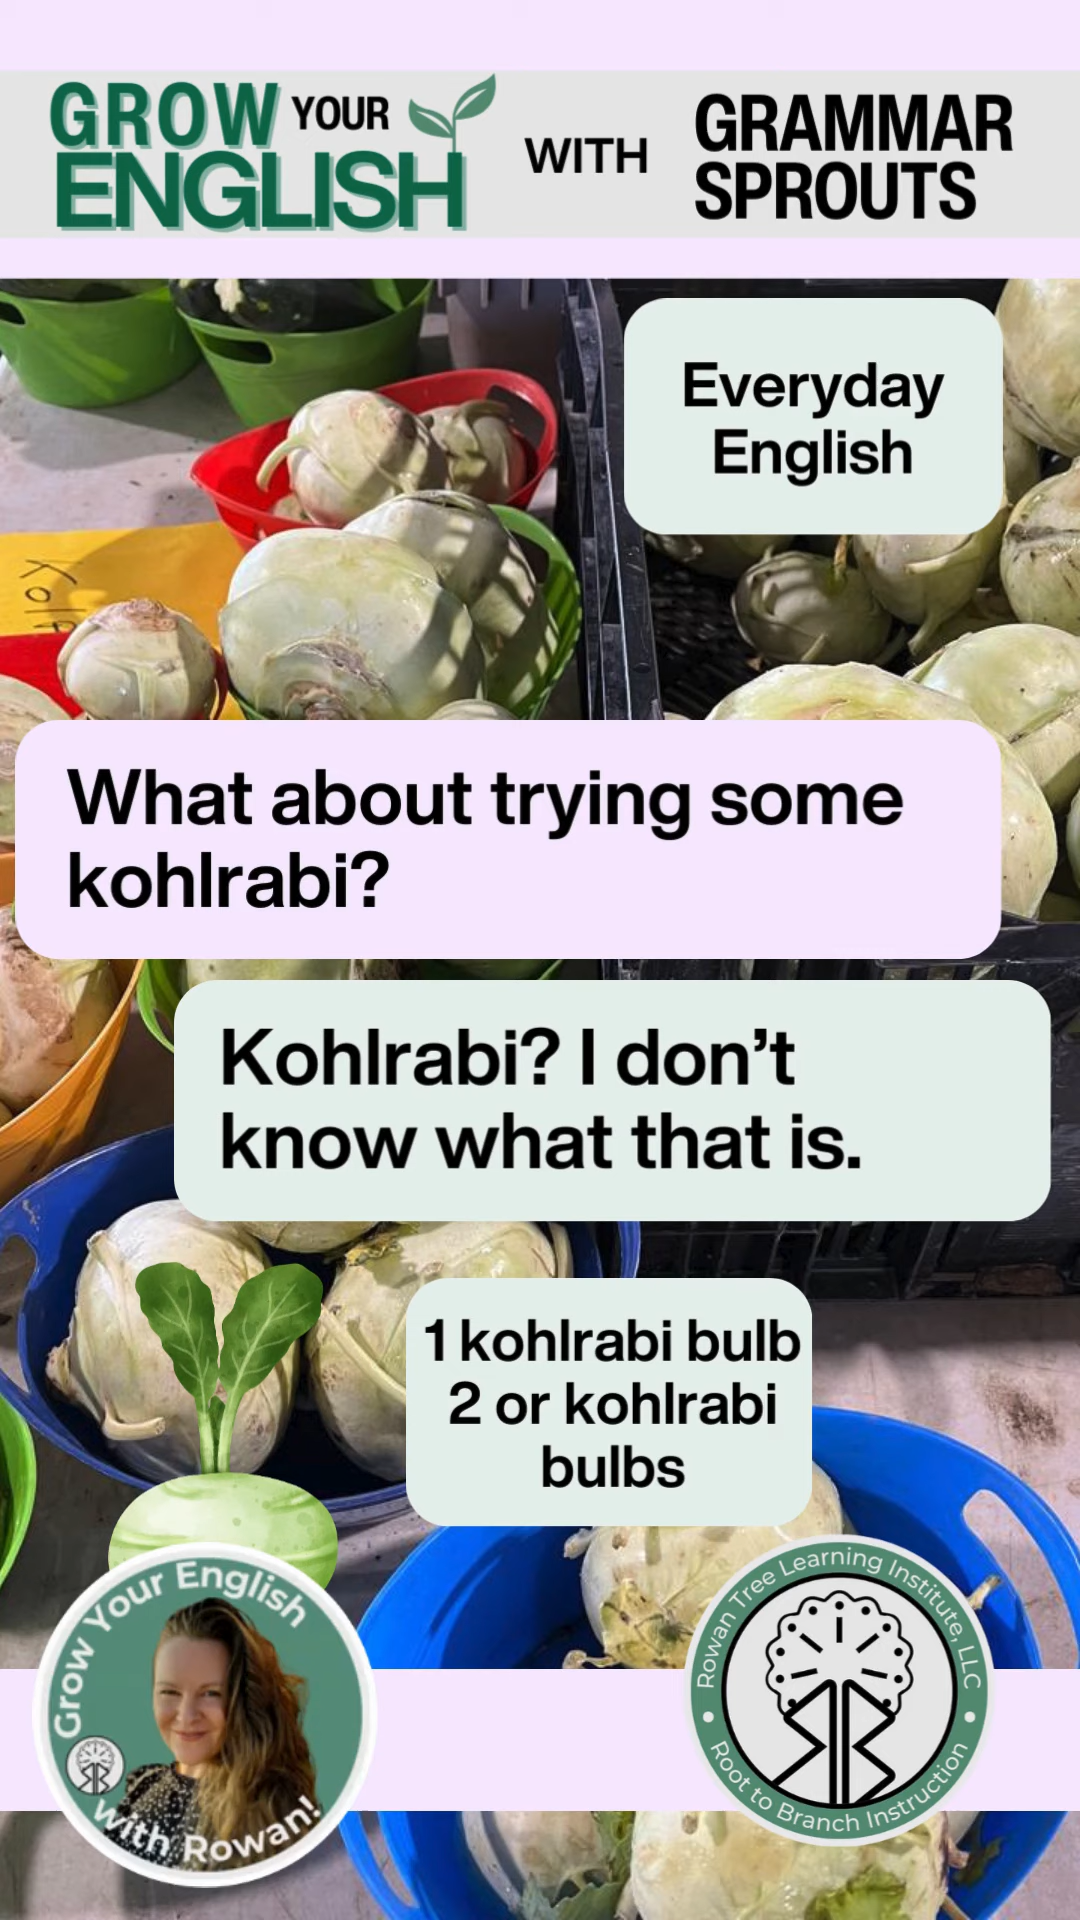 GROW YOUR
ENGLISH
WITH
GRAMMAR
SPROUTS
Everyday
English
What about trying some
kohlrabi?
Kohlrabi? I don’t
know what that is.
1 kohlrabi bulb
2 or kohlrabi
bulbs
Grow Your English
with Rowan!
Rowan Tree Learning Institute, LLC
• Root to Branch Instruction •